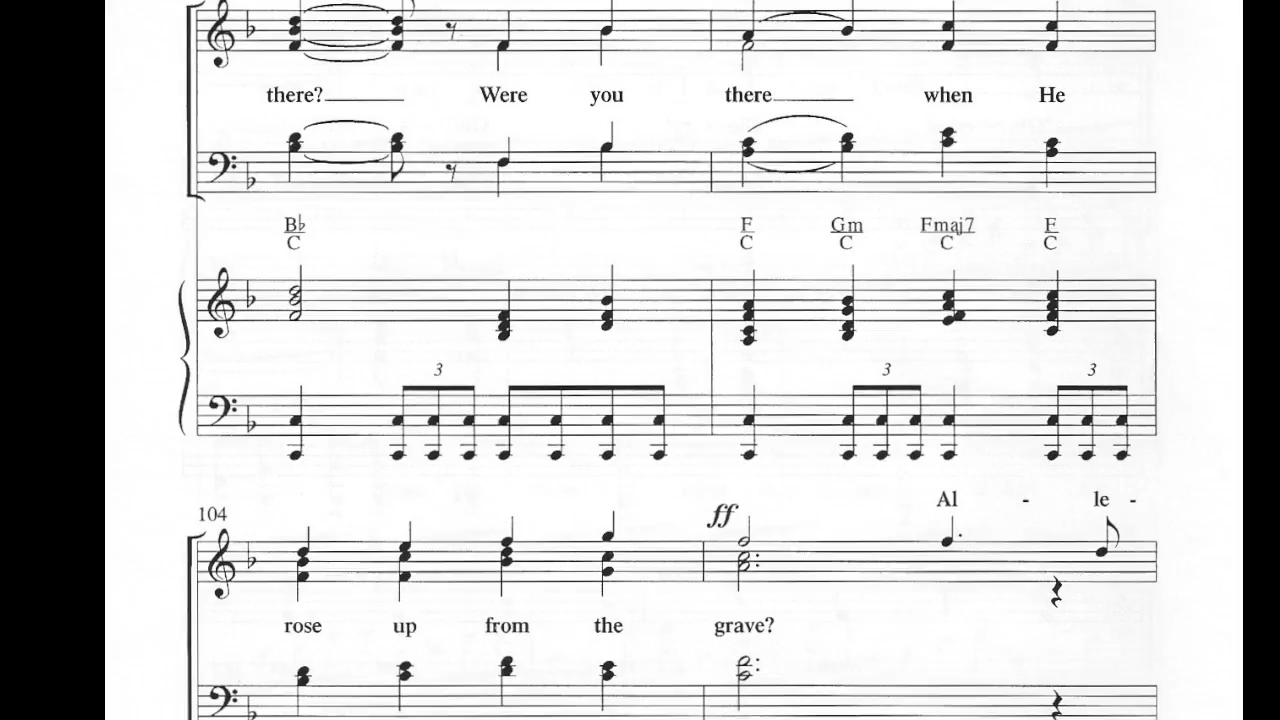 there? Were you there when He
B♭ F Gm Fmaj7 F
C C C C C
3 3 3
Al - le -
104 ff
rose up from the grave?